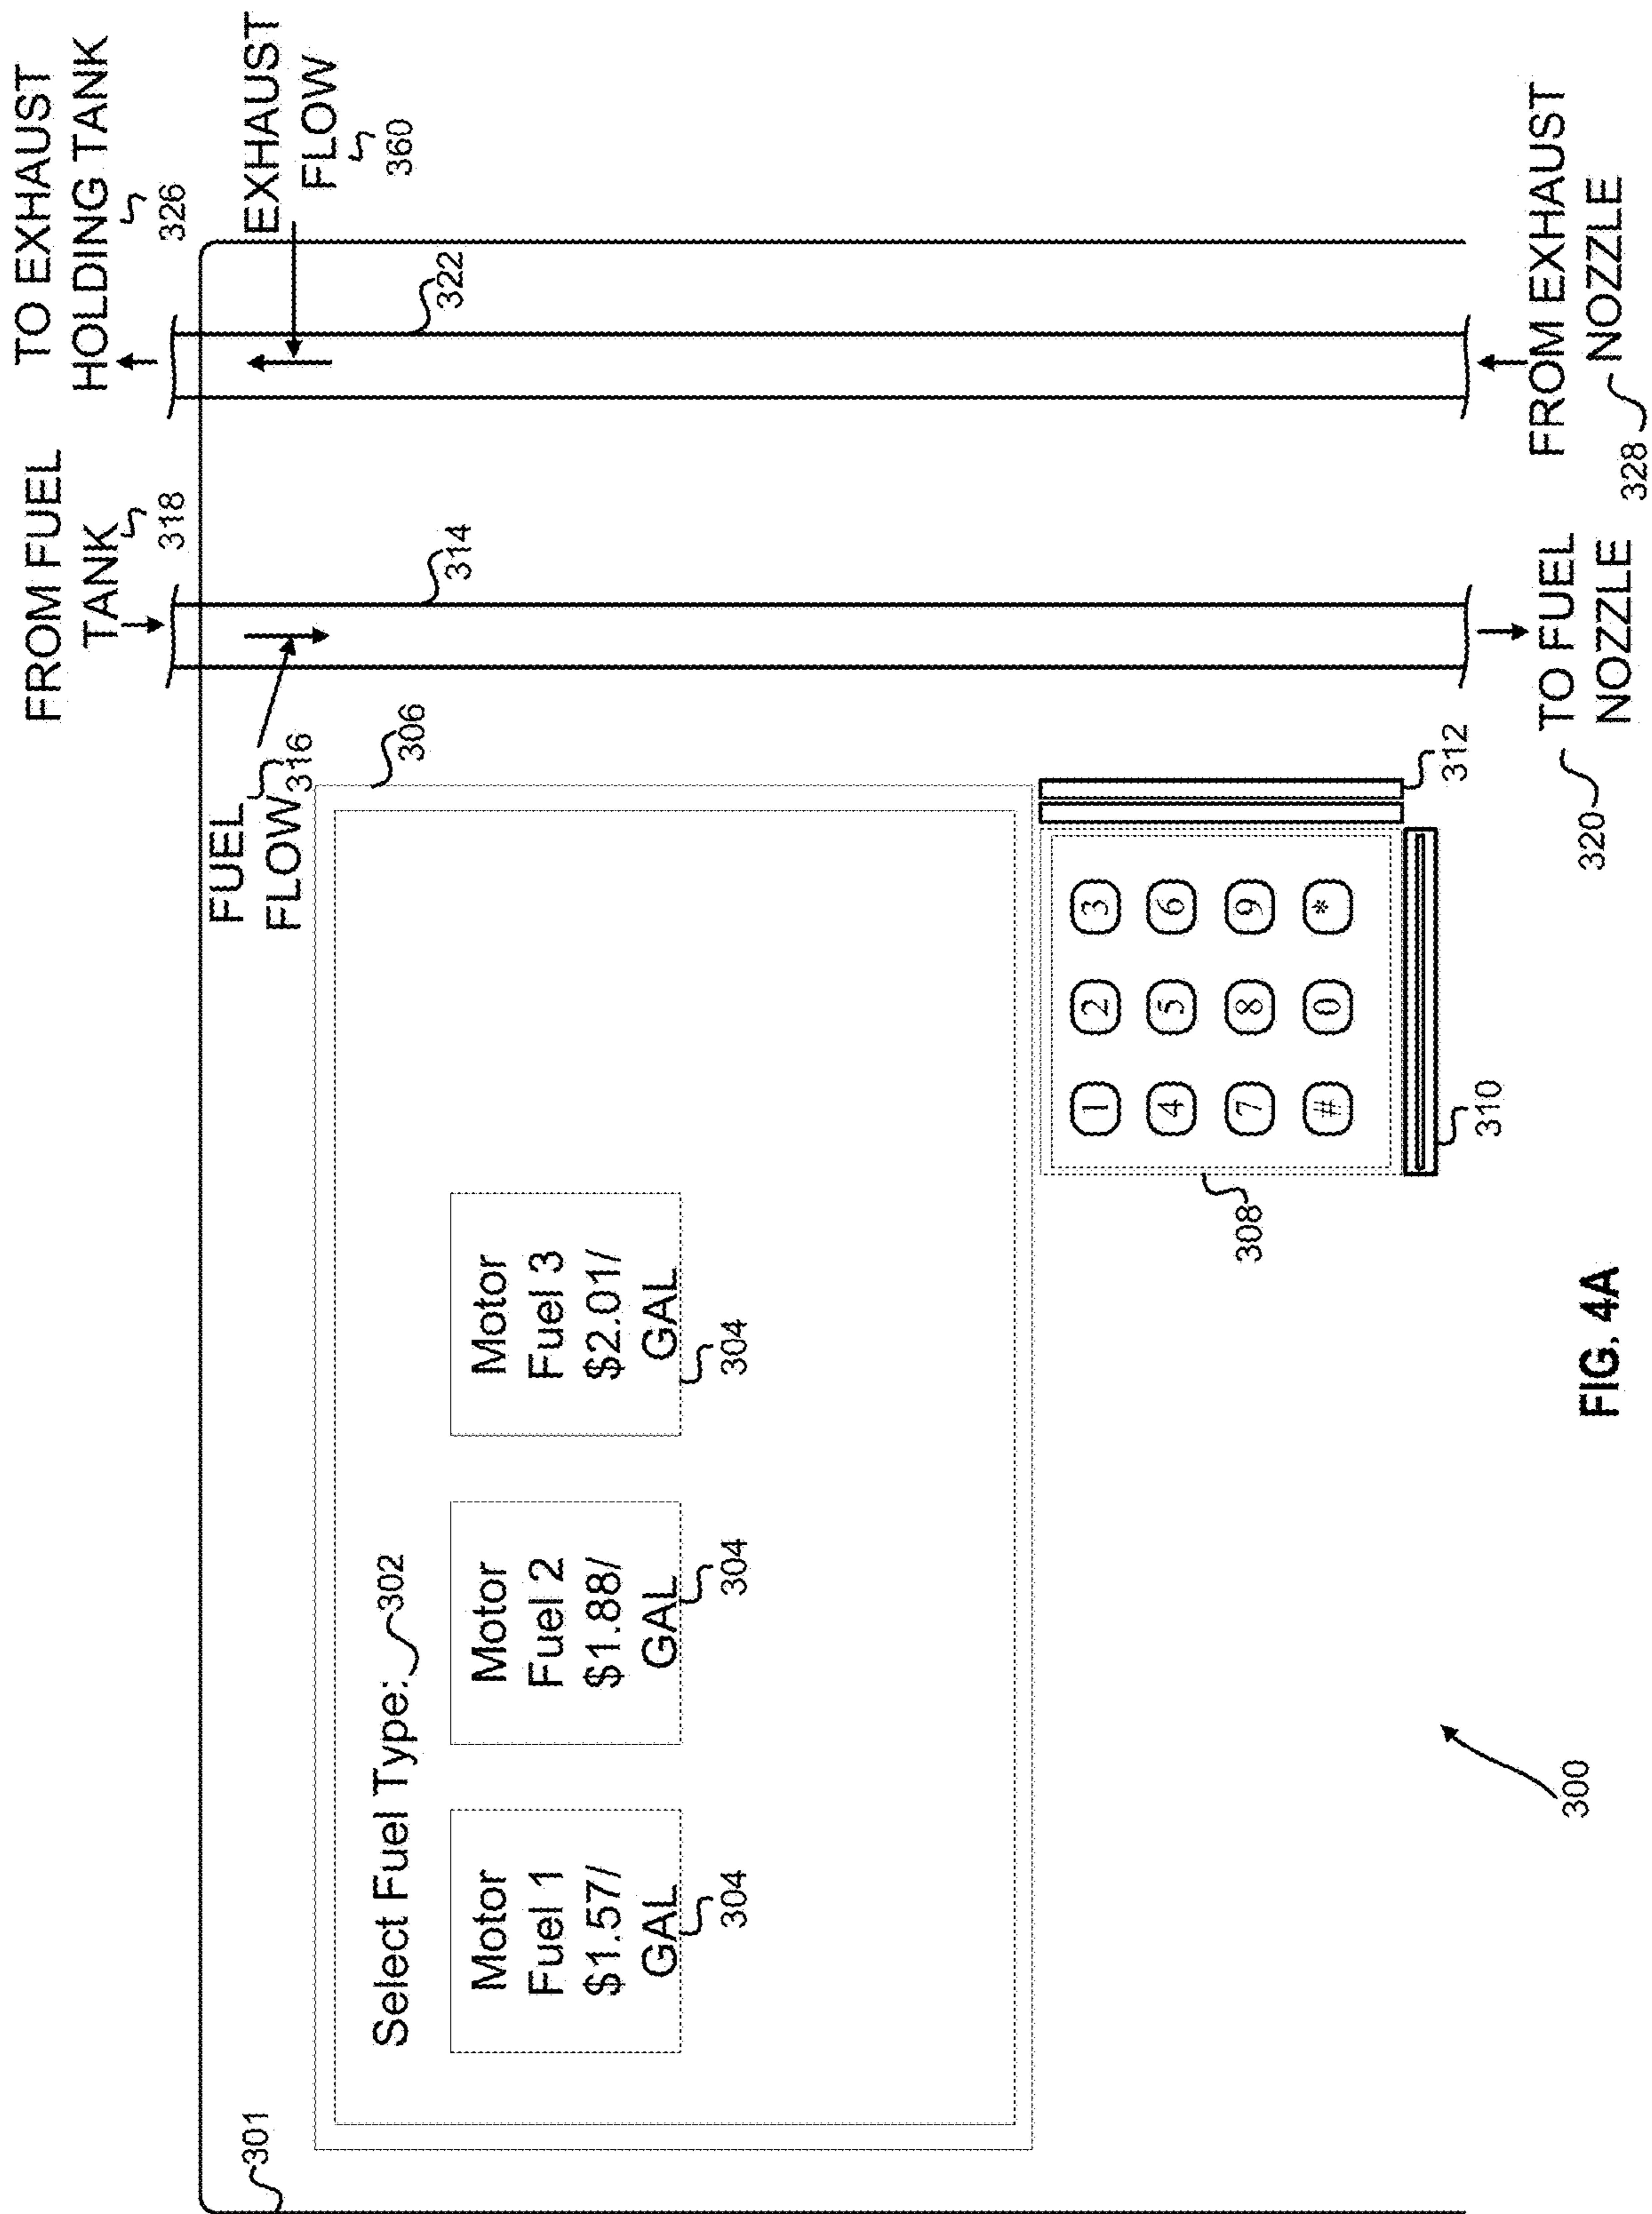 FROM FUEL
TANK
318
TO EXHAUST
HOLDING TANK
326
301
FUEL
FLOW
316
EXHAUST
FLOW
360
306
322
314
Select Fuel Type:
302
Motor
Fuel 1
$1.57/
GAL
304
Motor
Fuel 2
$1.88/
GAL
304
Motor
Fuel 3
$2.01/
GAL
304
1 2 3
4 5 6
7 8 9
# 0 *
308
312
310
300
320
TO FUEL
NOZZLE
328
FROM EXHAUST
NOZZLE
FIG. 4A